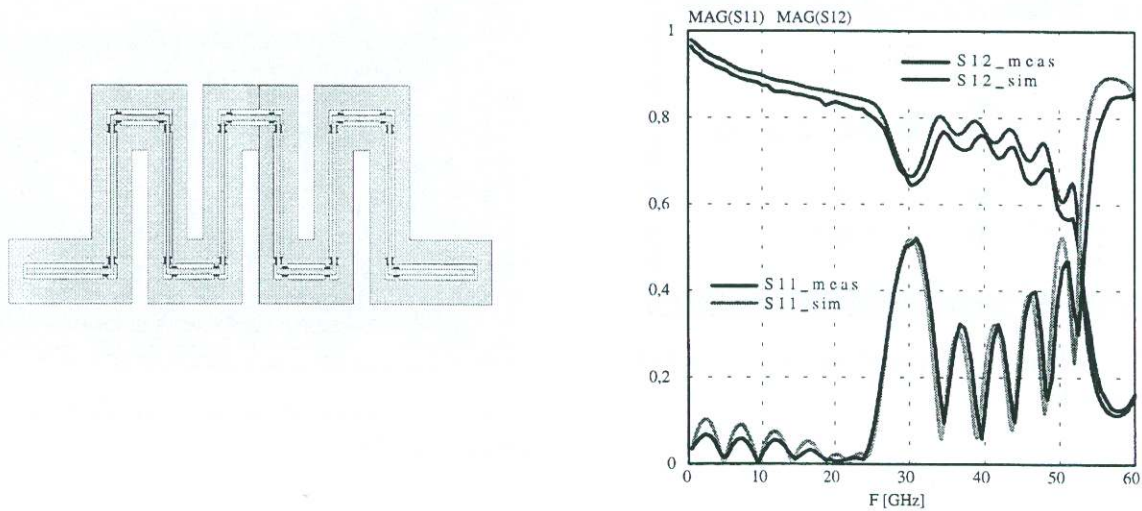 MAG(S11) MAG(S12)
1
S12_meas
S12_sim
0,8
0,6
S11_meas
0,4
S11_sim
0,2
0
0 10 20 30 40 50 60
F [GHz]